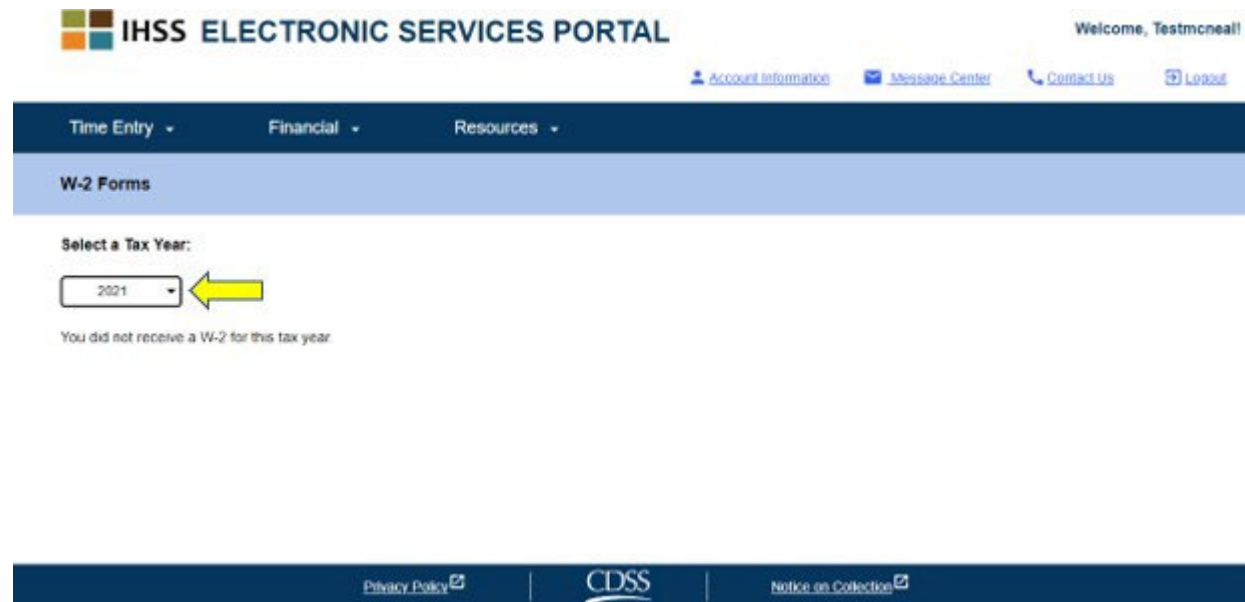 IHSS ELECTRONIC SERVICES PORTAL
Welcome, Testmcneal!
Account Information Message Center Contact Us Logout
Time Entry Financial Resources
W-2 Forms
Select a Tax Year:
2021
You did not receive a W-2 for this tax year.
Privacy Policy CDSS Notice on Collection